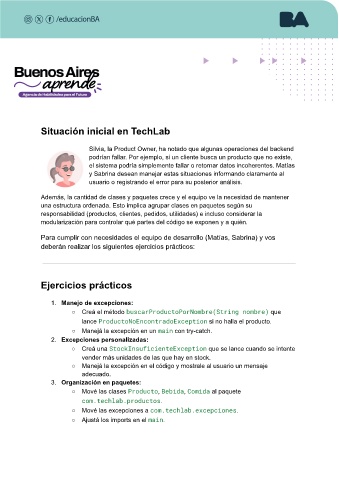 /educacionBA
BA
Buenos Aires
aprende
Agencia de Habilidades para el Futuro
Situación inicial en TechLab
Silvia, la Product Owner, ha notado que algunas operaciones del backend
podrían fallar. Por ejemplo, si un cliente busca un producto que no existe,
el sistema podría simplemente fallar o retornar datos incoherentes. Matías
y Sabrina desean manejar estas situaciones informando claramente al
usuario o registrando el error para su posterior análisis.
Además, la cantidad de clases y paquetes crece y el equipo ve la necesidad de mantener
una estructura ordenada. Esto implica agrupar clases en paquetes según su
responsabilidad (productos, clientes, pedidos, utilidades) e incluso considerar la
modularización para controlar qué partes del código se exponen y a quién.
Para cumplir con necesidades el equipo de desarrollo (Matías, Sabrina) y vos
deberán realizar los siguientes ejercicios prácticos:
Ejercicios prácticos
1. Manejo de excepciones:
○ Creá el método buscarProductoPorNombre(String nombre) que
lance ProductoNoEncontradoException si no halla el producto.
○ Manejá la excepción en un main con try-catch.
2. Excepciones personalizadas:
○ Creá una StockInsuficienteException que se lance cuando se intente
vender más unidades de las que hay en stock.
○ Manejá la excepción en el código y mostrale al usuario un mensaje
adecuado.
3. Organización en paquetes:
○ Mové las clases Producto, Bebida, Comida al paquete
com.techlab.productos.
○ Mové las excepciones a com.techlab.excepciones.
○ Ajustá los imports en el main.